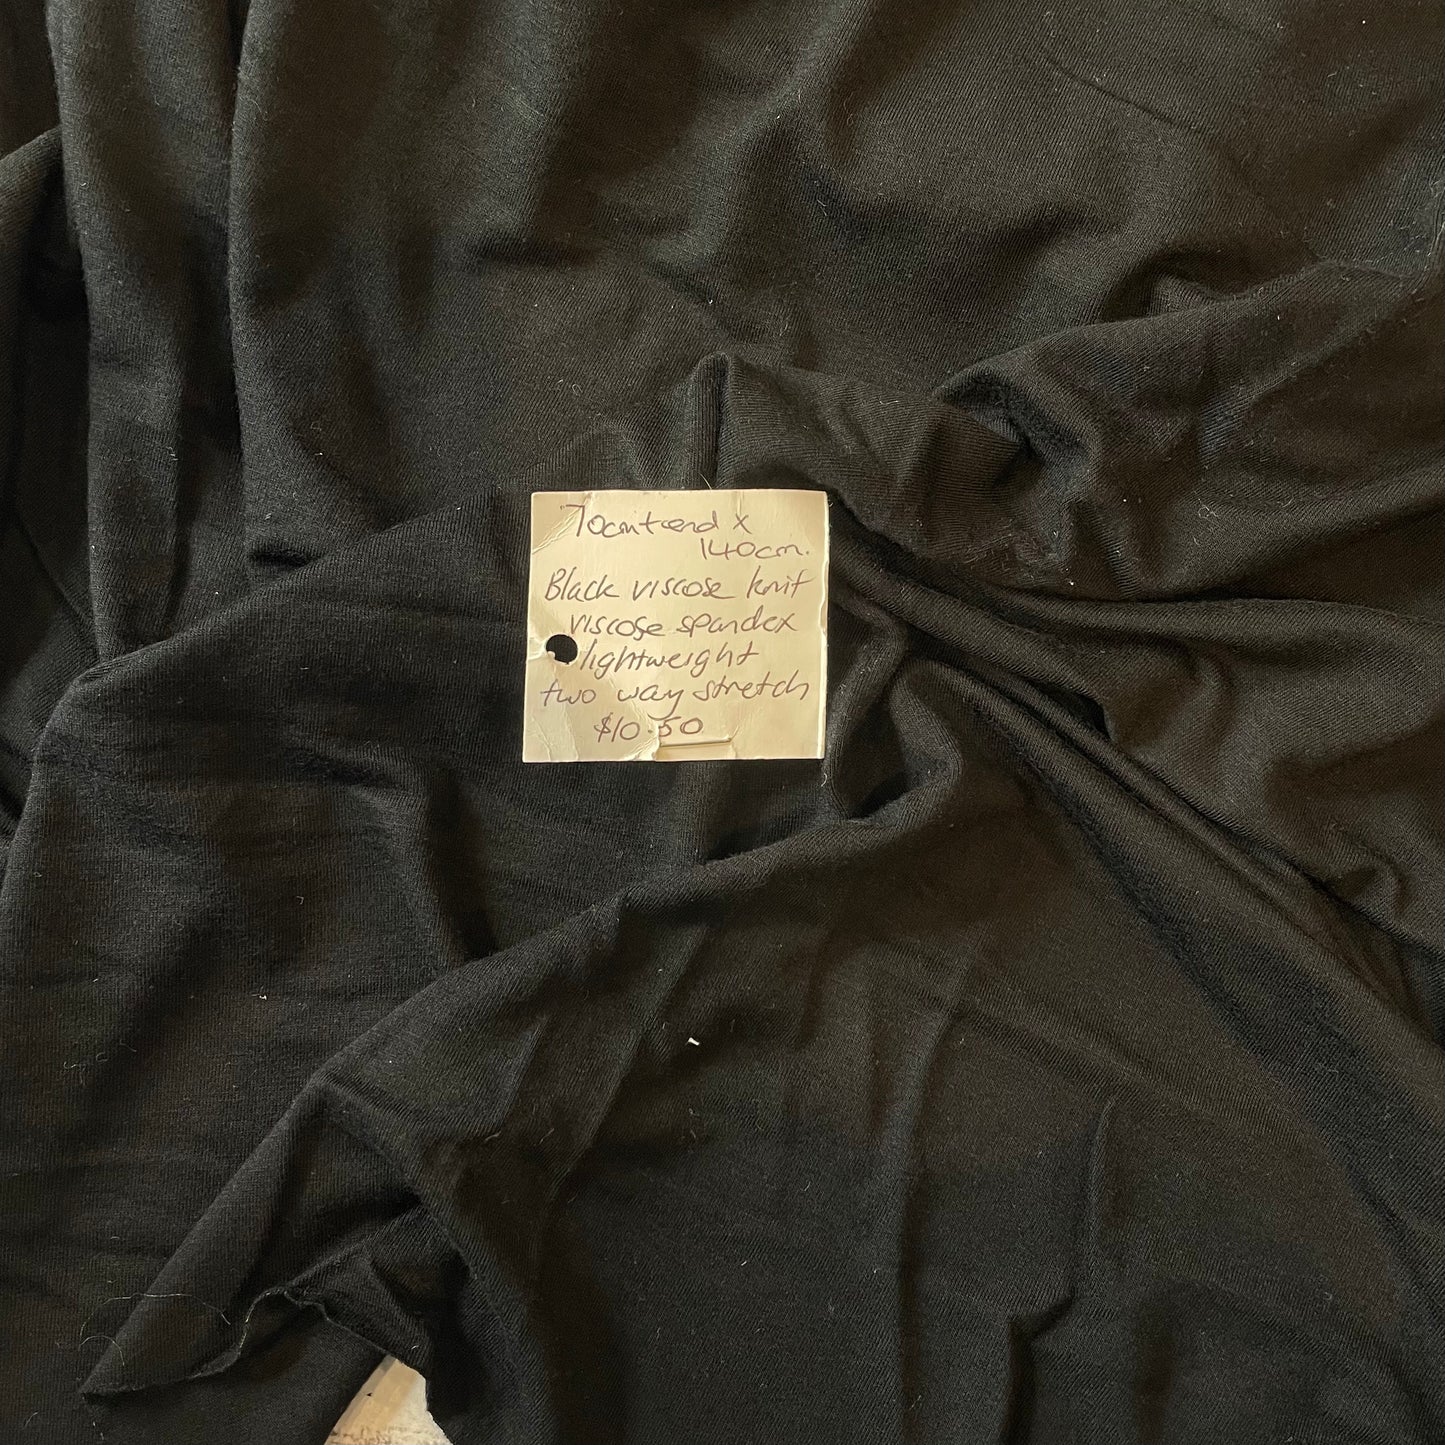 70cm+end x
140cm.
Black viscose knit
viscose spandex
lightweight
two way stretch
$10.50